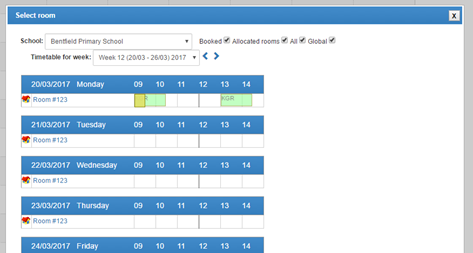 Select room X
School: Bentfield Primary School Booked Allocated rooms All Global
Timetable for week: Week 12 (20/03 - 26/03) 2017
20/03/2017 Monday 09 10 11 12 13 14
Room #123 KGRI
21/03/2017 Tuesday 09 10 11 12 13 14
Room #123
22/03/2017 Wednesday 09 10 11 12 13 14
Room #123
23/03/2017 Thursday 09 10 11 12 13 14
Room #123
24/03/2017 Friday 09 10 11 12 13 14